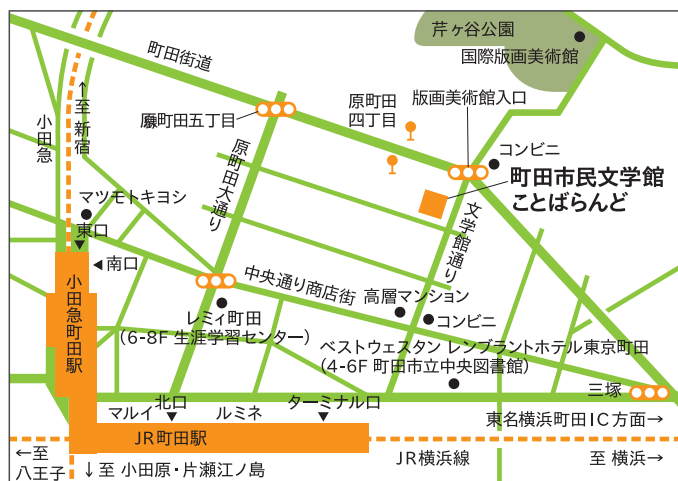 芹ヶ谷公園
国際版画美術館
町田街道
原町田五丁目
原町田
四丁目
版画美術館入口
コンビニ
町田市民文学館
ことばらんど
小田急
↑至 新宿
マツモトキヨシ
東口
南口
原町田大通り
文学館通り
小田急町田駅
中央通り商店街
高層マンション
コンビニ
レミィ町田
(6-8F 生涯学習センター)
ベストウェスタン レンブラントホテル東京町田
(4-6F 町田市立中央図書館)
三塚
北口
マルイ
ルミネ
ターミナル口
東名横浜町田IC方面→
JR町田駅
←至
八王子
↓至 小田原・片瀬江ノ島
JR横浜線
至 横浜→